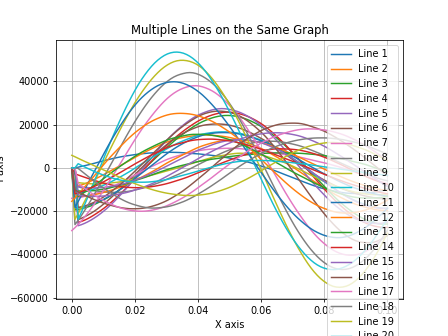 Multiple Lines on the Same Graph
40000
20000
0
−20000
−40000
−60000
0.00
0.02
0.04
0.06
0.08
X axis
Line 1
Line 2
Line 3
Line 4
Line 5
Line 6
Line 7
Line 8
Line 9
Line 10
Line 11
Line 12
Line 13
Line 14
Line 15
Line 16
Line 17
Line 18
Line 19
Line 20